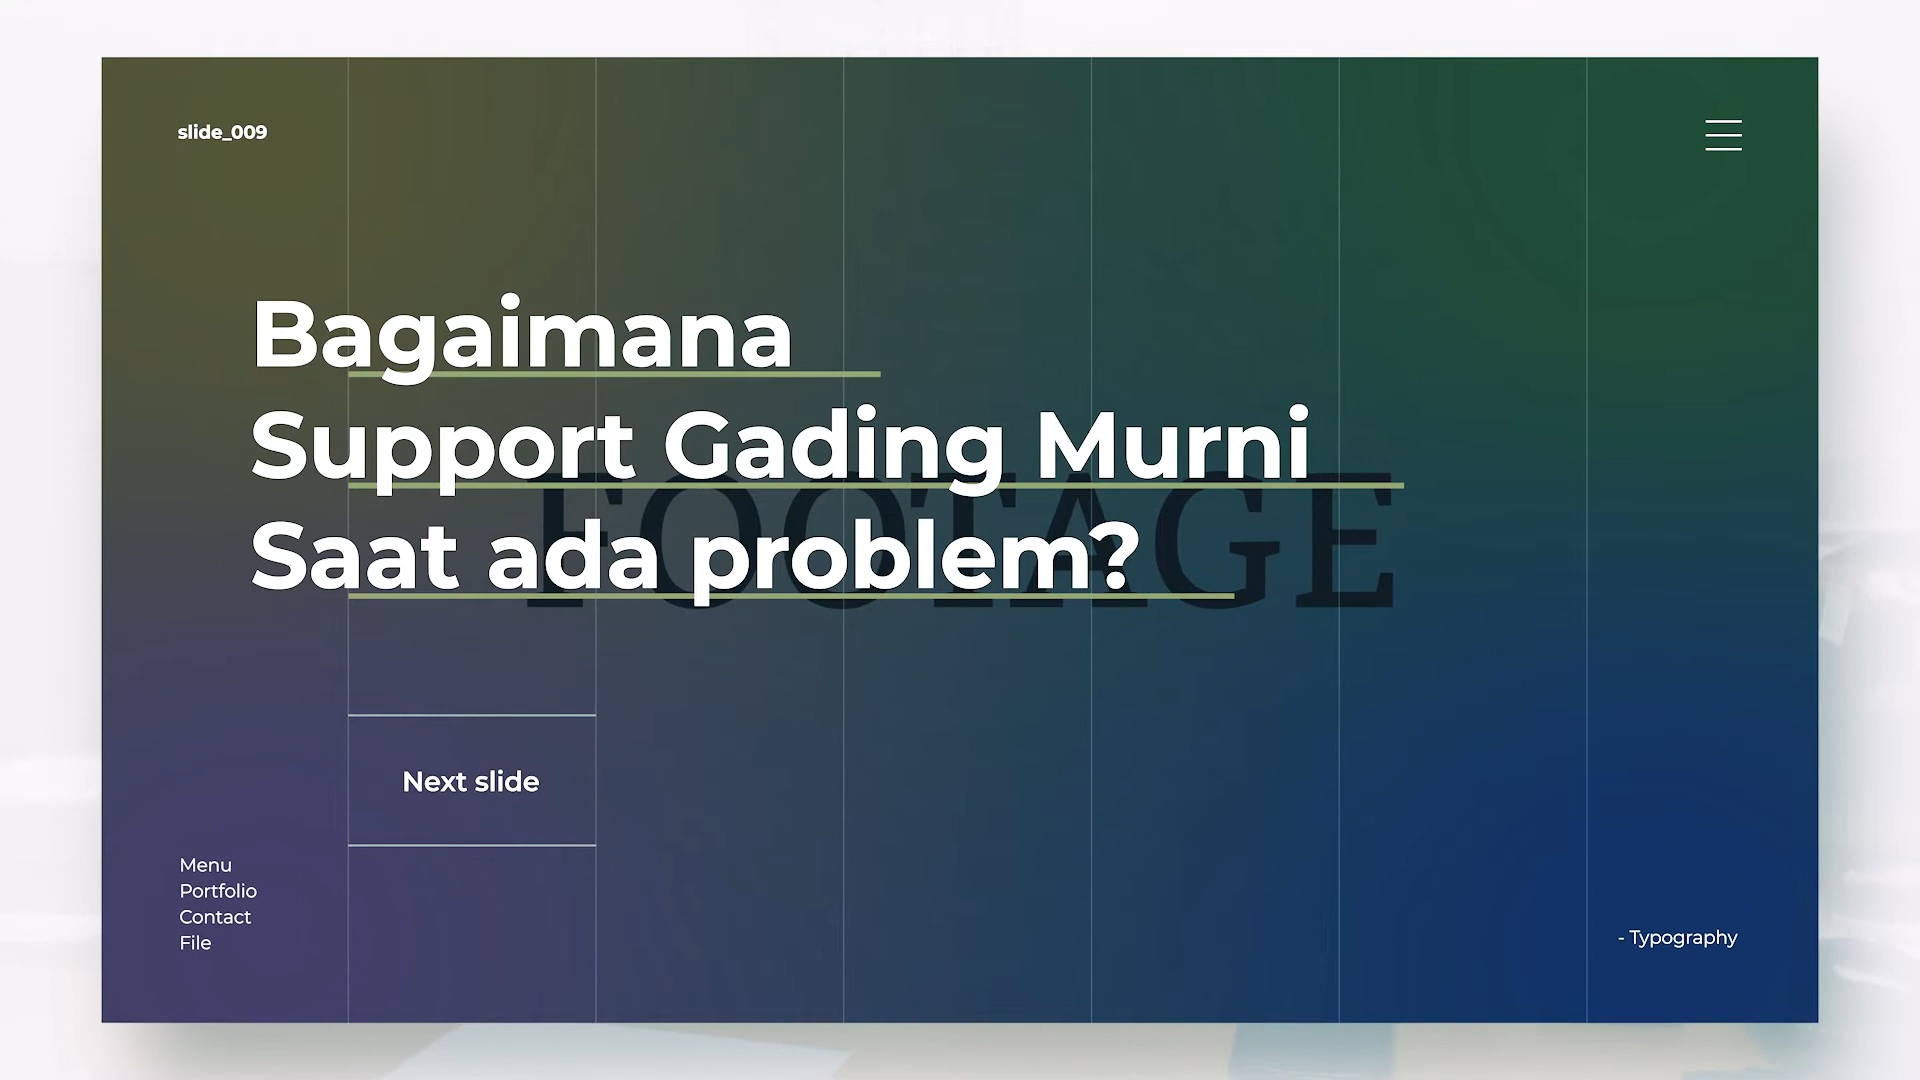 slide_009
Bagaimana
Support Gading Murni
Saat ada problem?
FOOTAGE
Next slide
Menu
Portfolio
Contact
File
- Typography